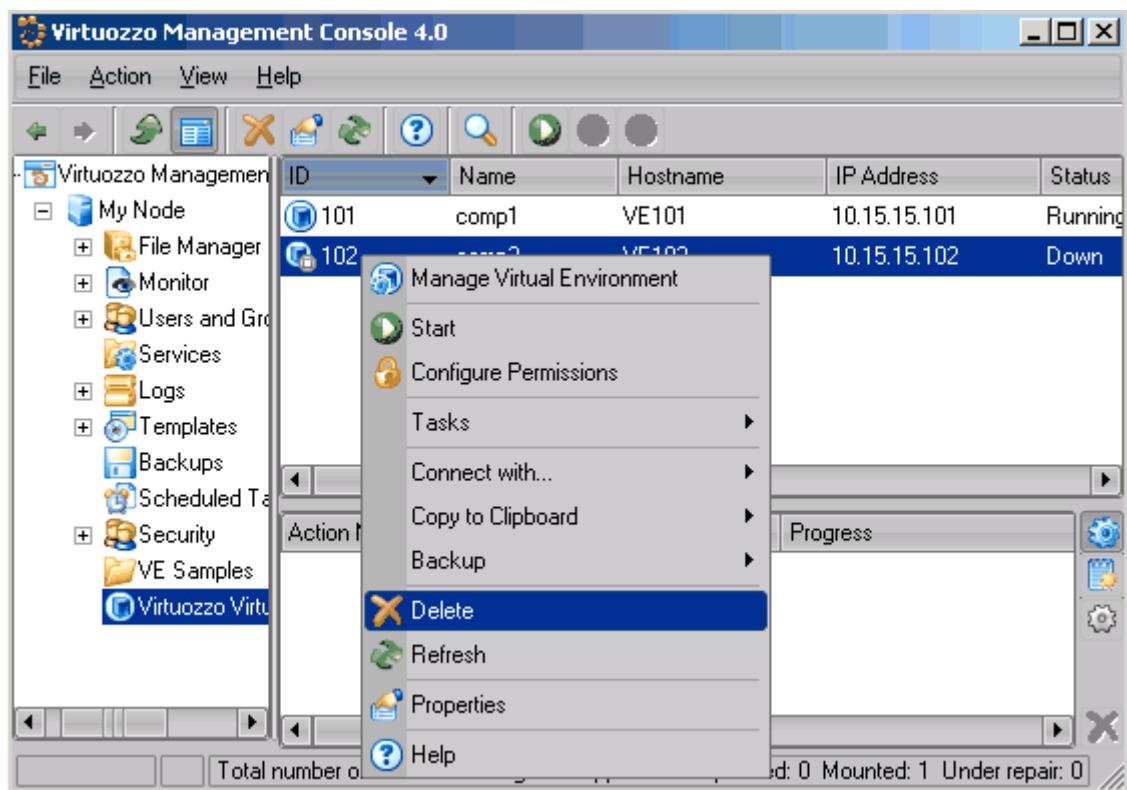 Virtuozzo Management Console 4.0
File Action View Help
Virtuozzo Managemen
ID Name Hostname IP Address Status
My Node
101 comp1 VE101 10.15.15.101 Running
File Manager
102 10.15.15.102 Down
Monitor
Manage Virtual Environment
Users and Gro
Start
Services
Configure Permissions
Logs
Templates
Tasks
Backups
Connect with...
Scheduled Ta
Copy to Clipboard
Security
Action Progress
Backup
VE Samples
Virtuozzo Virtu
Delete
Refresh
Properties
Help
Total number o ed: 0 Mounted: 1 Under repair: 0